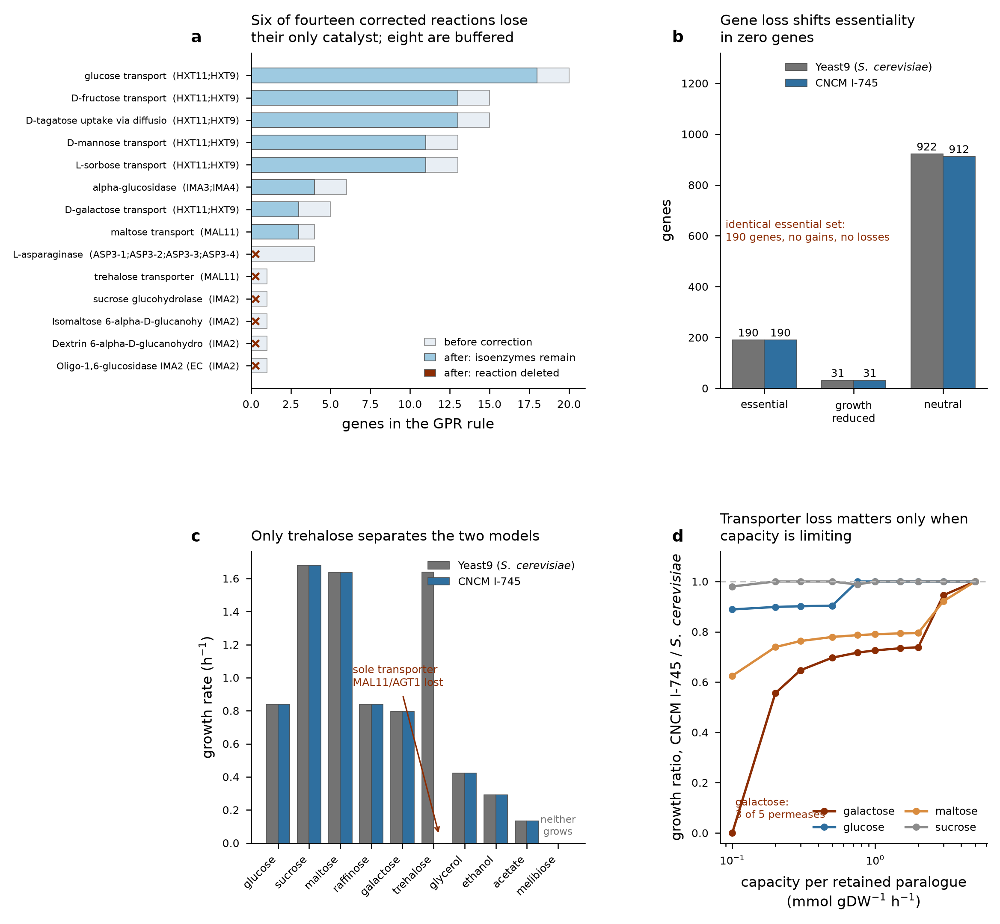 a
Six of fourteen corrected reactions lose
their only catalyst; eight are buffered
glucose transport (HXT11;HXT9)
D-fructose transport (HXT11;HXT9)
D-tagatose uptake via diffusio (HXT11;HXT9)
D-mannose transport (HXT11;HXT9)
L-sorbose transport (HXT11;HXT9)
alpha-glucosidase (IMA3;IMA4)
D-galactose transport (HXT11;HXT9)
maltose transport (MAL11)
L-asparaginase (ASP3-1;ASP3-2;ASP3-3;ASP3-4)
trehalose transporter (MAL11)
sucrose glucohydrolase (IMA2)
Isomaltose 6-alpha-D-glucanohy (IMA2)
Dextrin 6-alpha-D-glucanohydro (IMA2)
Oligo-1,6-glucosidase IMA2 (EC (IMA2)
before correction
after: isoenzymes remain
after: reaction deleted
0.0 2.5 5.0 7.5 10.0 12.5 15.0 17.5 20.0
genes in the GPR rule
b
Gene loss shifts essentiality
in zero genes
Yeast9 (S. cerevisiae)
CNCM I-745
genes
1200
1000
800
600
400
200
0
922 912
identical essential set:
190 genes, no gains, no losses
190 190
31 31
essential
growth
reduced
neutral
c
Only trehalose separates the two models
Yeast9 (S. cerevisiae)
CNCM I-745
growth rate (h⁻¹)
1.6
1.4
1.2
1.0
0.8
0.6
0.4
0.2
0.0
sole transporter
MAL11/AGT1 lost
neither
grows
glucose
sucrose
maltose
raffinose
galactose
trehalose
glycerol
ethanol
acetate
melibiose
d
Transporter loss matters only when
capacity is limiting
growth ratio, CNCM I-745 / S. cerevisiae
1.0
0.8
0.6
0.4
0.2
0.0
galactose:
3 of 5 permeases
galactose
glucose
maltose
sucrose
10⁻¹ 10⁰
capacity per retained paralogue
(mmol gDW⁻¹ h⁻¹)